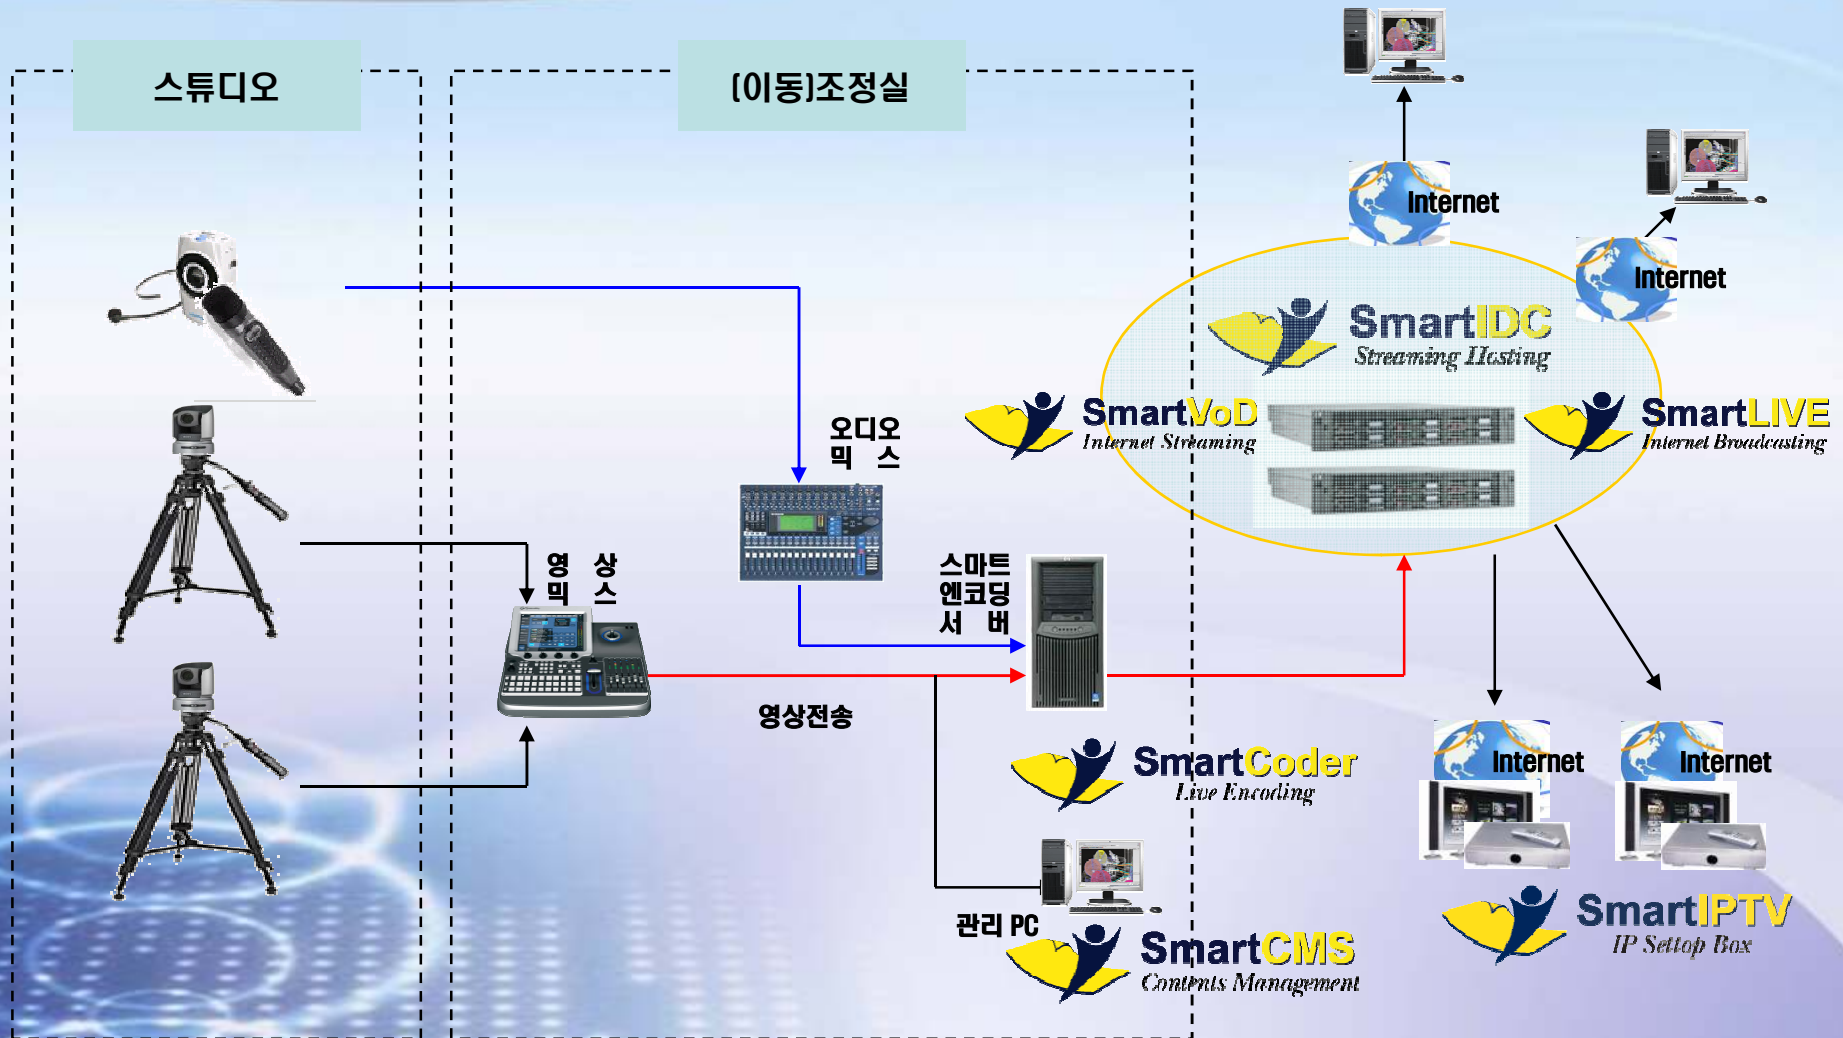 스튜디오
(이동)조정실
Internet
Internet
SmartIDC
Streaming Hosting
SmartVoD
Internet Streaming
SmartLIVE
Internet Broadcasting
오디오
믹 스
영 상
믹 스
스마트
엔코딩
서 버
영상전송
SmartCoder
Live Encoding
Internet
Internet
관리 PC
SmartCMS
Contents Management
SmartIPTV
IP Settop Box